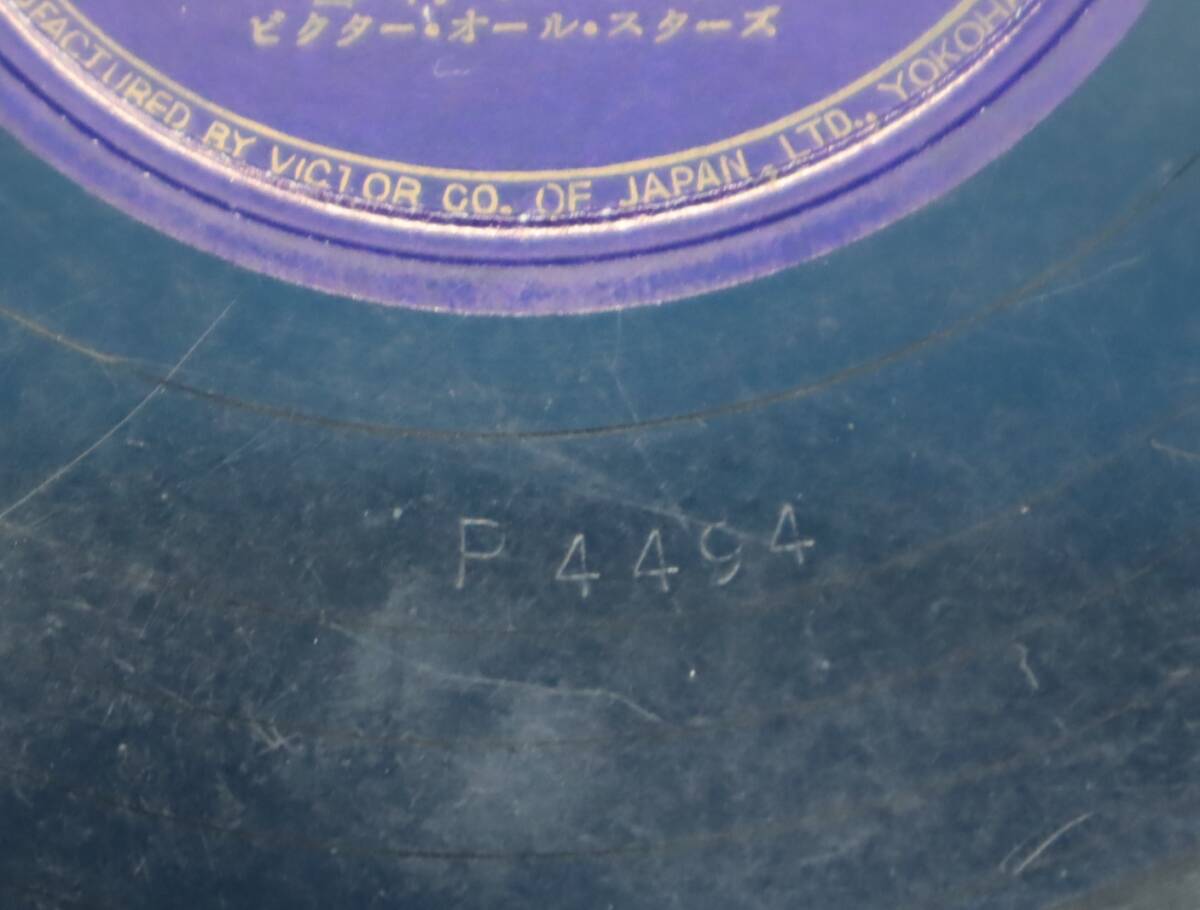 ビクター・オール・スターズ
FACTURED BY VICTOR CO. OF JAPAN, LTD., YOKOHA
P 4494